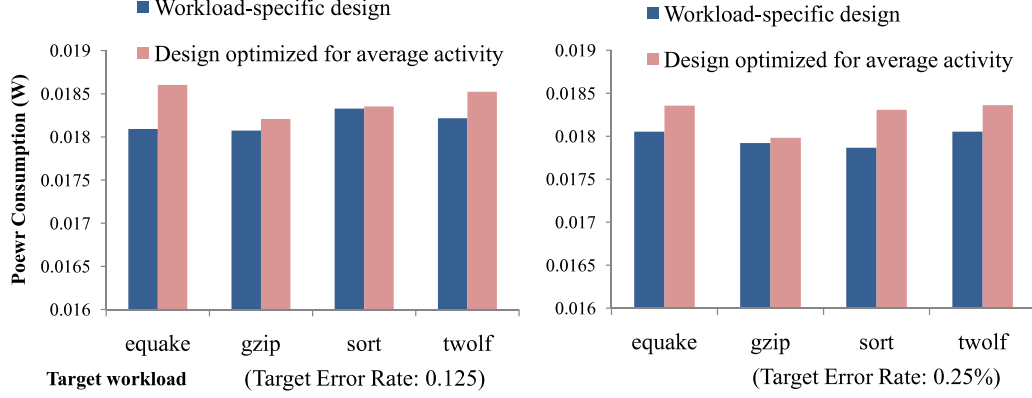 Workload-specific design
Design optimized for average activity
Poewr Consumption (W)
0.019
0.0185
0.018
0.0175
0.017
0.0165
0.016
equake gzip sort twolf
Target workload (Target Error Rate: 0.125)
Workload-specific design
Design optimized for average activity
0.019
0.0185
0.018
0.0175
0.017
0.0165
0.016
equake gzip sort twolf
(Target Error Rate: 0.25%)